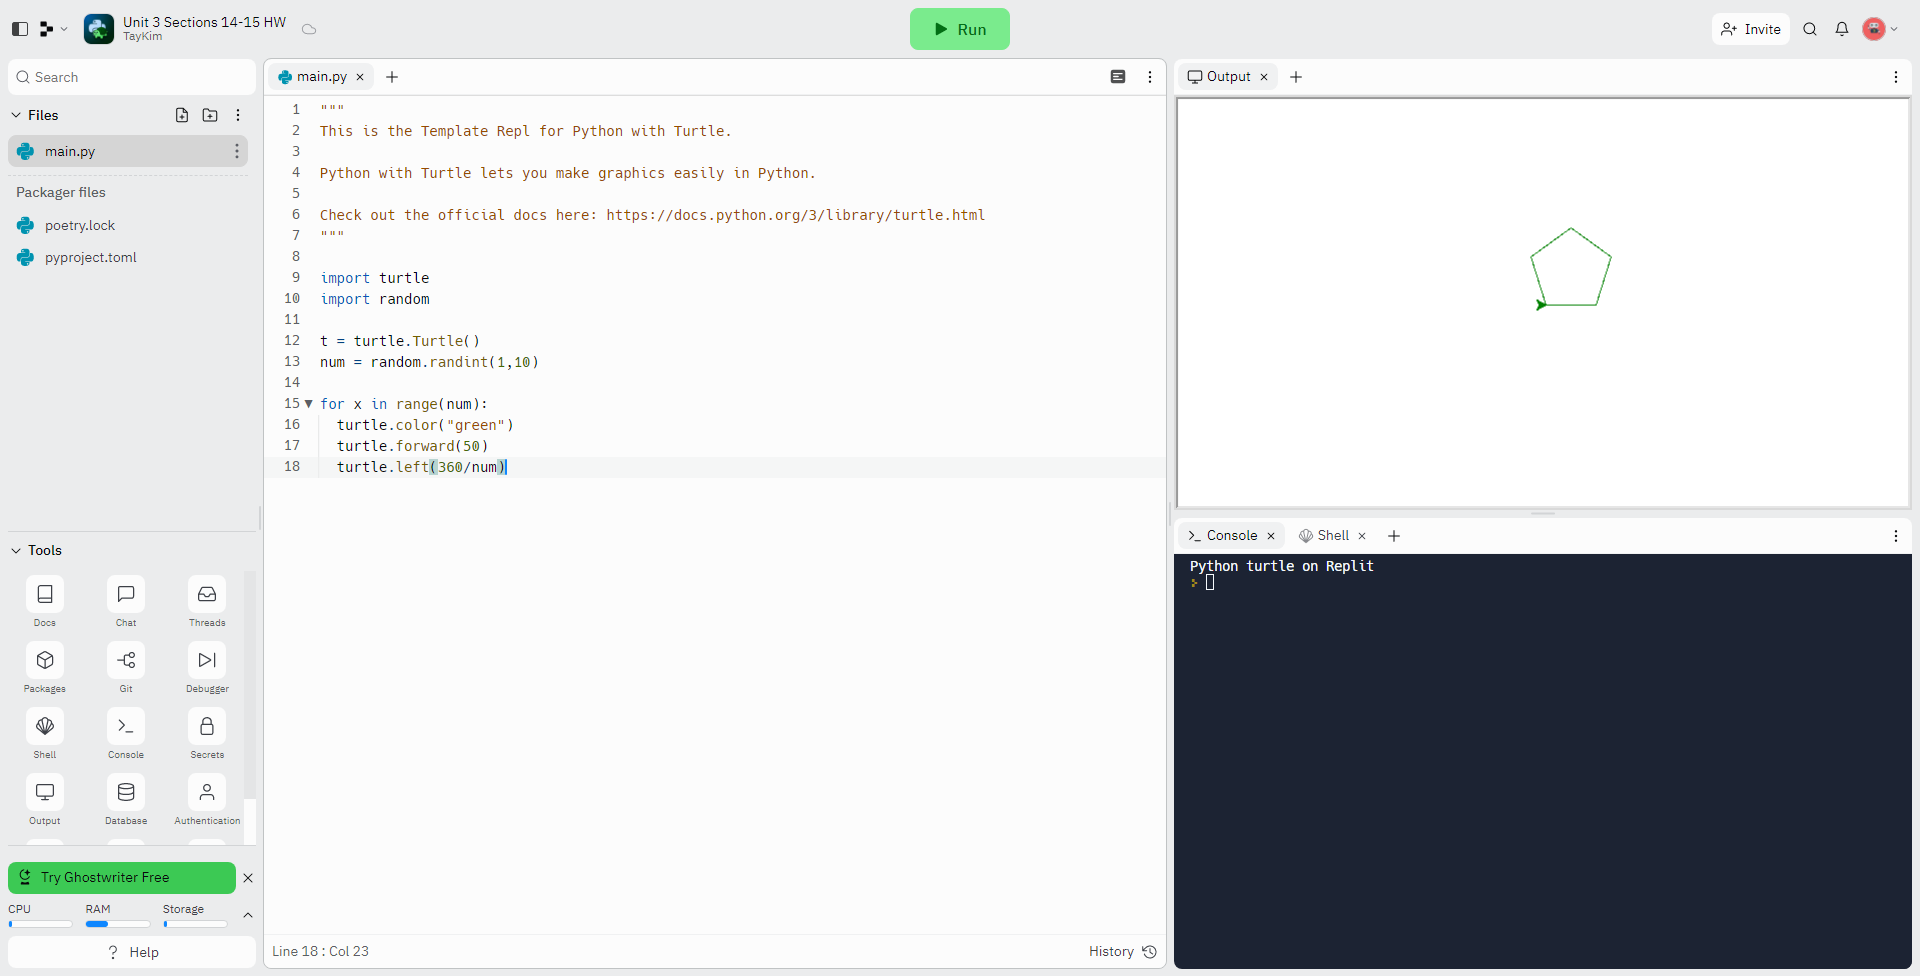 Unit 3 Sections 14-15 HW
TayKim
Run
Invite
Search
Files
main.py
Packager files
poetry.lock
pyproject.toml
Tools
Docs
Chat
Threads
Packages
Git
Debugger
Shell
Console
Secrets
Output
Database
Authentication
Try Ghostwriter Free
CPU
RAM
Storage
? Help
main.py
1 """
2 This is the Template Repl for Python with Turtle.
3
4 Python with Turtle lets you make graphics easily in Python.
5
6 Check out the official docs here: https://docs.python.org/3/library/turtle.html
7 """
8
9 import turtle
10 import random
11
12 t = turtle.Turtle()
13 num = random.randint(1,10)
14
15 for x in range(num):
16 turtle.color("green")
17 turtle.forward(50)
18 turtle.left(360/num)
Line 18 : Col 23
History
Output
Console
Shell
Python turtle on Replit